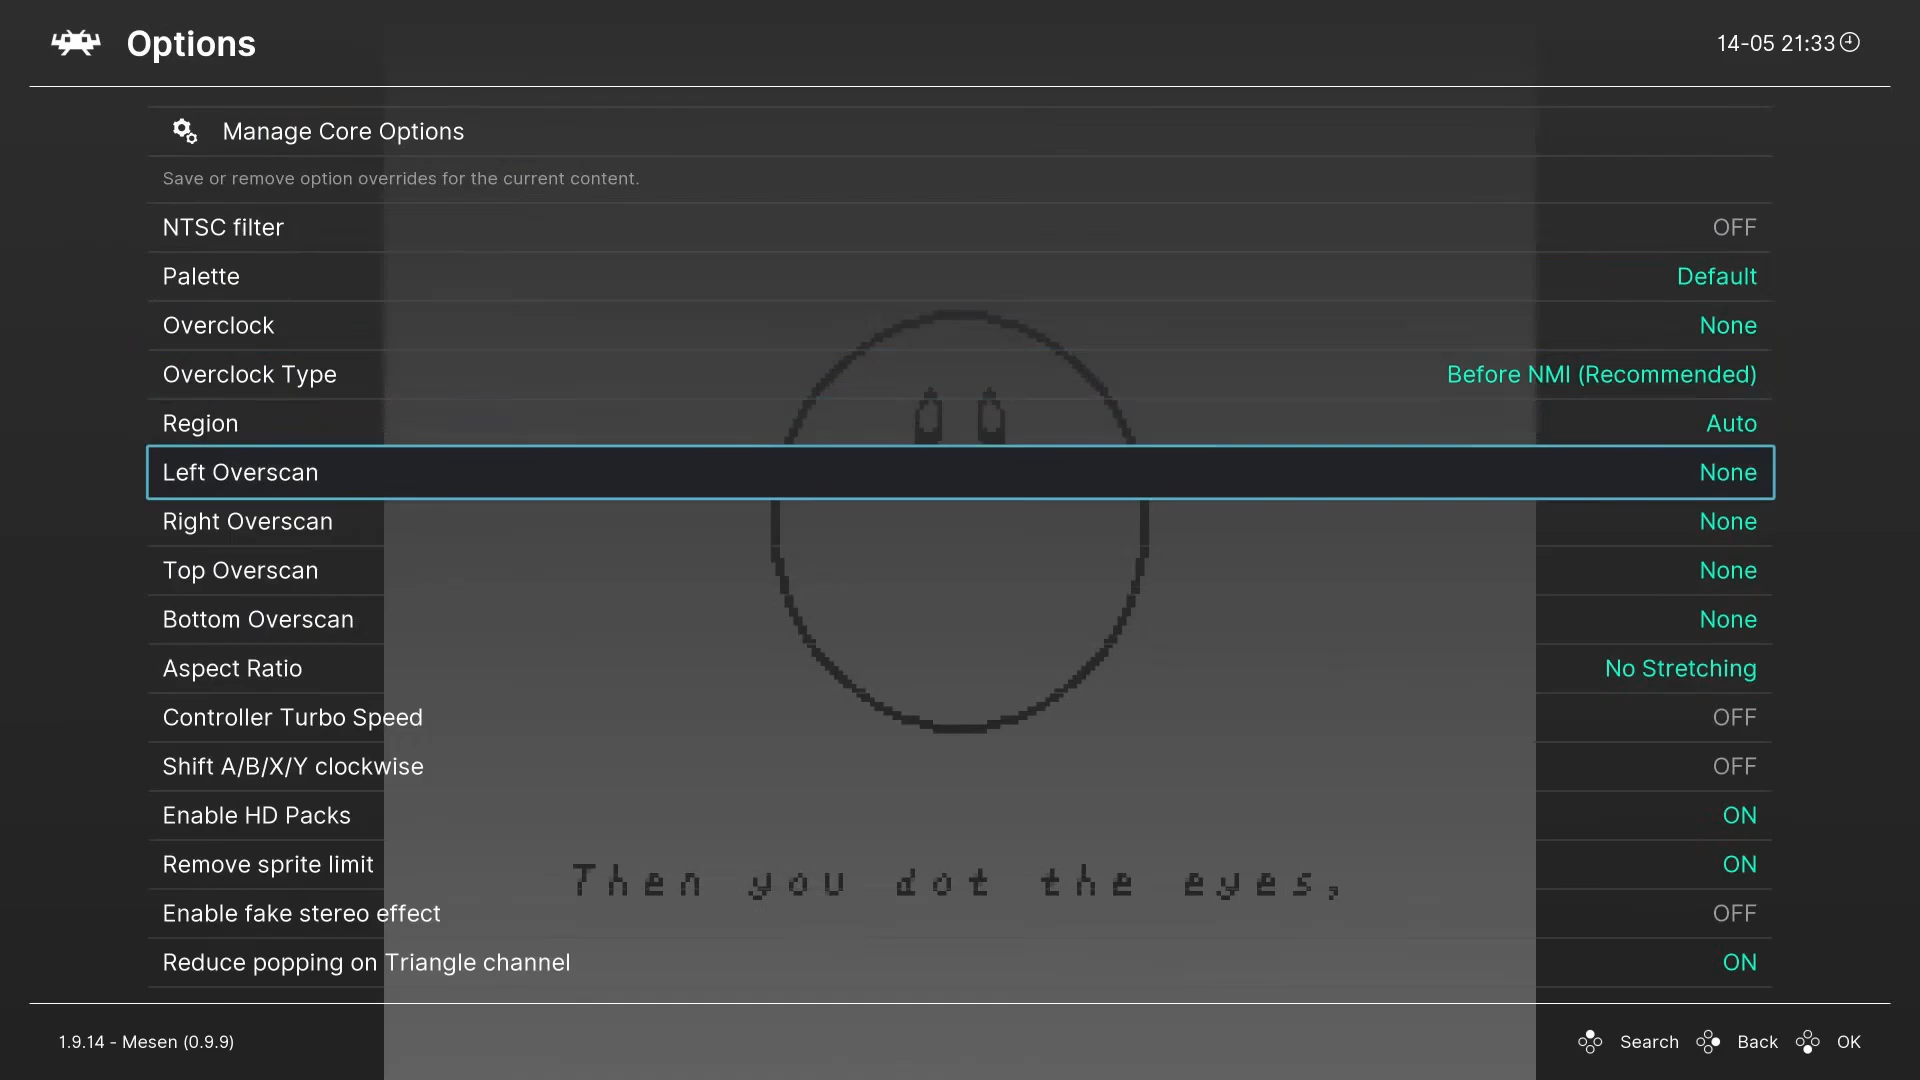 Options
14-05 21:33
Manage Core Options
Save or remove option overrides for the current content.
NTSC filter OFF
Palette Default
Overclock None
Overclock Type Before NMI (Recommended)
Region Auto
Left Overscan None
Right Overscan None
Top Overscan None
Bottom Overscan None
Aspect Ratio No Stretching
Controller Turbo Speed OFF
Shift A/B/X/Y clockwise OFF
Enable HD Packs ON
Remove sprite limit ON
Then you dot the eyes,
Enable fake stereo effect OFF
Reduce popping on Triangle channel ON
1.9.14 - Mesen (0.9.9)
Search Back OK